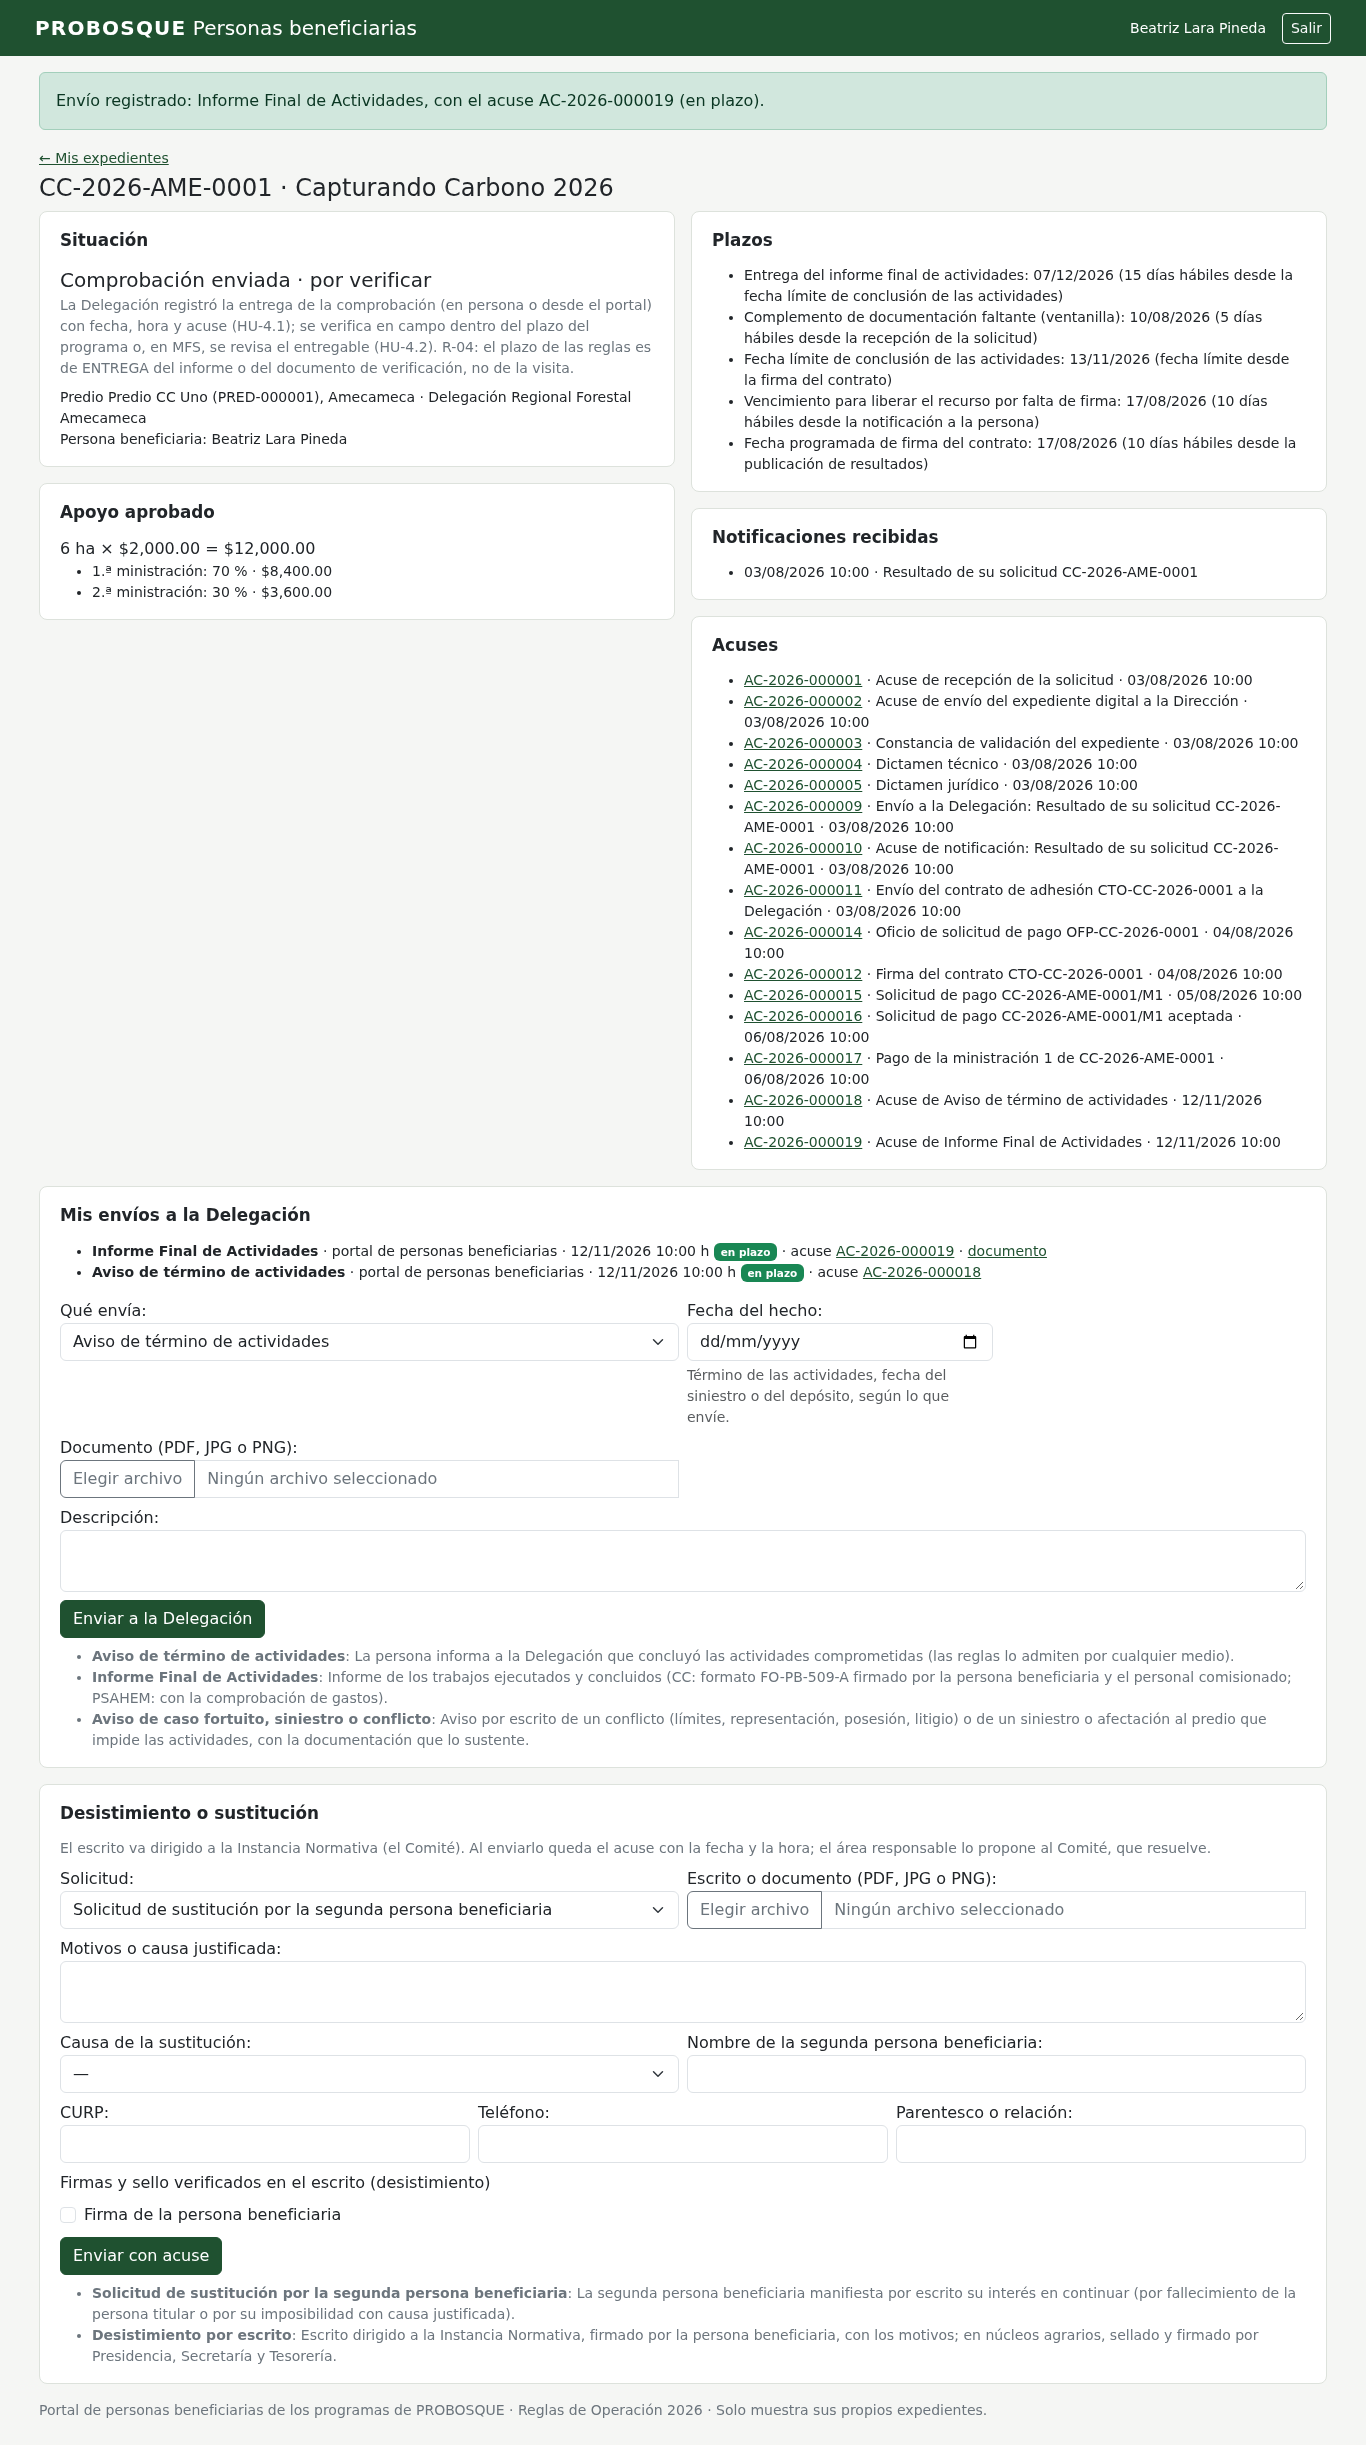 PROBOSQUE Personas beneficiarias
Beatriz Lara Pineda
Salir
Envío registrado: Informe Final de Actividades, con el acuse AC-2026-000019 (en plazo).
← Mis expedientes
CC-2026-AME-0001 · Capturando Carbono 2026
Situación
Comprobación enviada · por verificar
La Delegación registró la entrega de la comprobación (en persona o desde el portal)
con fecha, hora y acuse (HU-4.1); se verifica en campo dentro del plazo del
programa o, en MFS, se revisa el entregable (HU-4.2). R-04: el plazo de las reglas es
de ENTREGA del informe o del documento de verificación, no de la visita.
Predio Predio CC Uno (PRED-000001), Amecameca · Delegación Regional Forestal
Amecameca
Persona beneficiaria: Beatriz Lara Pineda
Apoyo aprobado
6 ha × $2,000.00 = $12,000.00
• 1.ª ministración: 70 % · $8,400.00
• 2.ª ministración: 30 % · $3,600.00
Plazos
• Entrega del informe final de actividades: 07/12/2026 (15 días hábiles desde la
fecha límite de conclusión de las actividades)
• Complemento de documentación faltante (ventanilla): 10/08/2026 (5 días
hábiles desde la recepción de la solicitud)
• Fecha límite de conclusión de las actividades: 13/11/2026 (fecha límite desde
la firma del contrato)
• Vencimiento para liberar el recurso por falta de firma: 17/08/2026 (10 días
hábiles desde la notificación a la persona)
• Fecha programada de firma del contrato: 17/08/2026 (10 días hábiles desde la
publicación de resultados)
Notificaciones recibidas
• 03/08/2026 10:00 · Resultado de su solicitud CC-2026-AME-0001
Acuses
• AC-2026-000001 · Acuse de recepción de la solicitud · 03/08/2026 10:00
• AC-2026-000002 · Acuse de envío del expediente digital a la Dirección ·
03/08/2026 10:00
• AC-2026-000003 · Constancia de validación del expediente · 03/08/2026 10:00
• AC-2026-000004 · Dictamen técnico · 03/08/2026 10:00
• AC-2026-000005 · Dictamen jurídico · 03/08/2026 10:00
• AC-2026-000009 · Envío a la Delegación: Resultado de su solicitud CC-2026-
AME-0001 · 03/08/2026 10:00
• AC-2026-000010 · Acuse de notificación: Resultado de su solicitud CC-2026-
AME-0001 · 03/08/2026 10:00
• AC-2026-000011 · Envío del contrato de adhesión CTO-CC-2026-0001 a la
Delegación · 03/08/2026 10:00
• AC-2026-000014 · Oficio de solicitud de pago OFP-CC-2026-0001 · 04/08/2026
10:00
• AC-2026-000012 · Firma del contrato CTO-CC-2026-0001 · 04/08/2026 10:00
• AC-2026-000015 · Solicitud de pago CC-2026-AME-0001/M1 · 05/08/2026 10:00
• AC-2026-000016 · Solicitud de pago CC-2026-AME-0001/M1 aceptada ·
06/08/2026 10:00
• AC-2026-000017 · Pago de la ministración 1 de CC-2026-AME-0001 ·
06/08/2026 10:00
• AC-2026-000018 · Acuse de Aviso de término de actividades · 12/11/2026
10:00
• AC-2026-000019 · Acuse de Informe Final de Actividades · 12/11/2026 10:00
Mis envíos a la Delegación
• Informe Final de Actividades · portal de personas beneficiarias · 12/11/2026 10:00 h en plazo · acuse AC-2026-000019 · documento
• Aviso de término de actividades · portal de personas beneficiarias · 12/11/2026 10:00 h en plazo · acuse AC-2026-000018
Qué envía:
Aviso de término de actividades
Fecha del hecho:
dd/mm/yyyy
Término de las actividades, fecha del
siniestro o del depósito, según lo que
envíe.
Documento (PDF, JPG o PNG):
Elegir archivo Ningún archivo seleccionado
Descripción:
Enviar a la Delegación
• Aviso de término de actividades: La persona informa a la Delegación que concluyó las actividades comprometidas (las reglas lo admiten por cualquier medio).
• Informe Final de Actividades: Informe de los trabajos ejecutados y concluidos (CC: formato FO-PB-509-A firmado por la persona beneficiaria y el personal comisionado;
PSAHEM: con la comprobación de gastos).
• Aviso de caso fortuito, siniestro o conflicto: Aviso por escrito de un conflicto (límites, representación, posesión, litigio) o de un siniestro o afectación al predio que
impide las actividades, con la documentación que lo sustente.
Desistimiento o sustitución
El escrito va dirigido a la Instancia Normativa (el Comité). Al enviarlo queda el acuse con la fecha y la hora; el área responsable lo propone al Comité, que resuelve.
Solicitud:
Solicitud de sustitución por la segunda persona beneficiaria
Escrito o documento (PDF, JPG o PNG):
Elegir archivo Ningún archivo seleccionado
Motivos o causa justificada:
Causa de la sustitución:
—
Nombre de la segunda persona beneficiaria:
CURP:
Teléfono:
Parentesco o relación:
Firmas y sello verificados en el escrito (desistimiento)
Firma de la persona beneficiaria
Enviar con acuse
• Solicitud de sustitución por la segunda persona beneficiaria: La segunda persona beneficiaria manifiesta por escrito su interés en continuar (por fallecimiento de la
persona titular o por su imposibilidad con causa justificada).
• Desistimiento por escrito: Escrito dirigido a la Instancia Normativa, firmado por la persona beneficiaria, con los motivos; en núcleos agrarios, sellado y firmado por
Presidencia, Secretaría y Tesorería.
Portal de personas beneficiarias de los programas de PROBOSQUE · Reglas de Operación 2026 · Solo muestra sus propios expedientes.